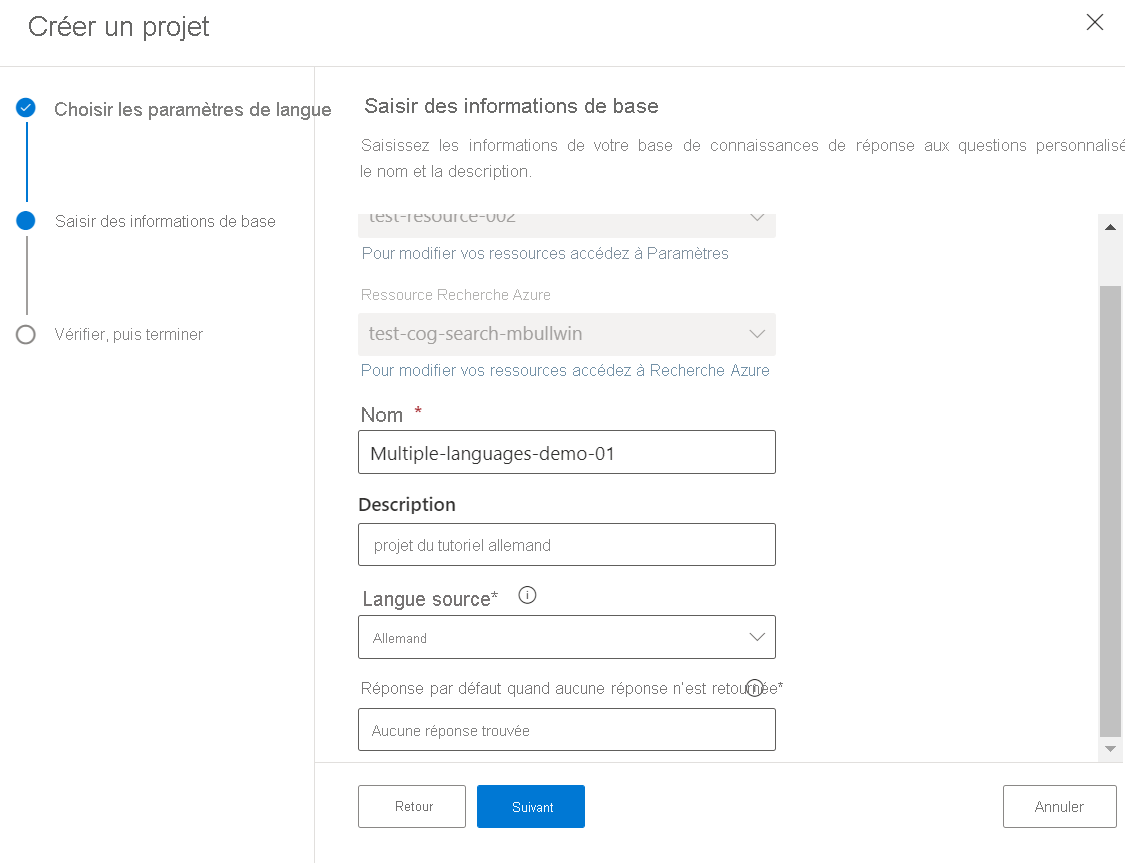 Créer un projet
Choisir les paramètres de langue
Saisir des informations de base
Vérifier, puis terminer
Saisir des informations de base
Saisissez les informations de votre base de connaissances de réponse aux questions personnalisé
le nom et la description.
test-resource-002
Pour modifier vos ressources accédez à Paramètres
Ressource Recherche Azure
test-cog-search-mbullwin
Pour modifier vos ressources accédez à Recherche Azure
Nom *
Multiple-languages-demo-01
Description
projet du tutoriel allemand
Langue source*
Allemand
Réponse par défaut quand aucune réponse n'est retournée*
Aucune réponse trouvée
Retour
Suivant
Annuler